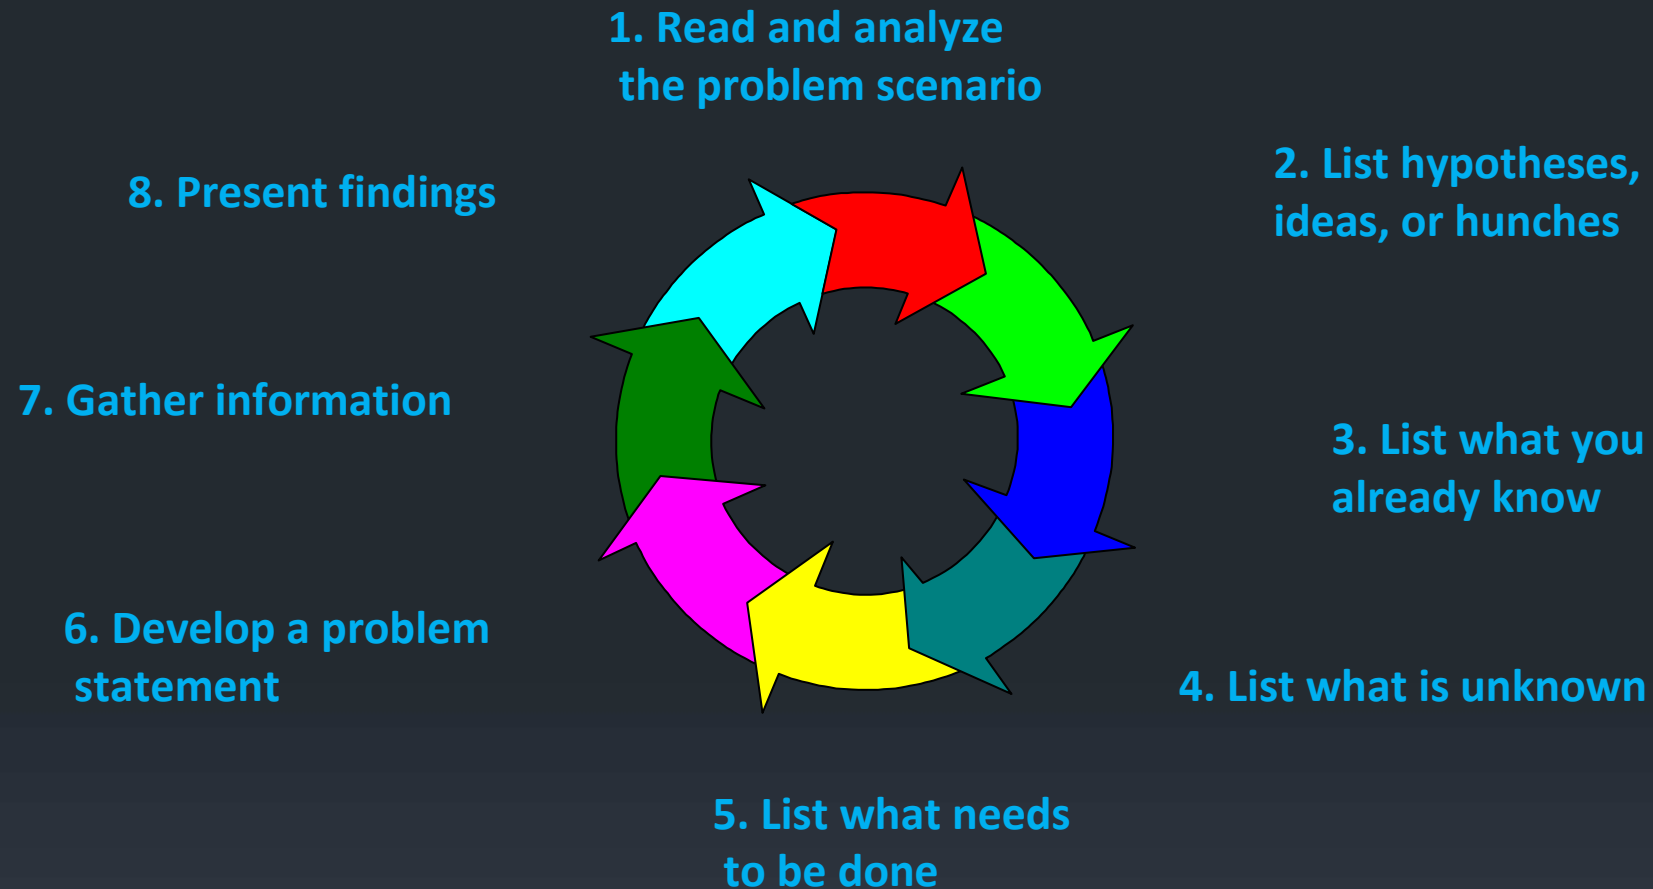 1. Read and analyze
the problem scenario
2. List hypotheses,
ideas, or hunches
3. List what you
already know
4. List what is unknown
5. List what needs
to be done
6. Develop a problem
statement
7. Gather information
8. Present findings